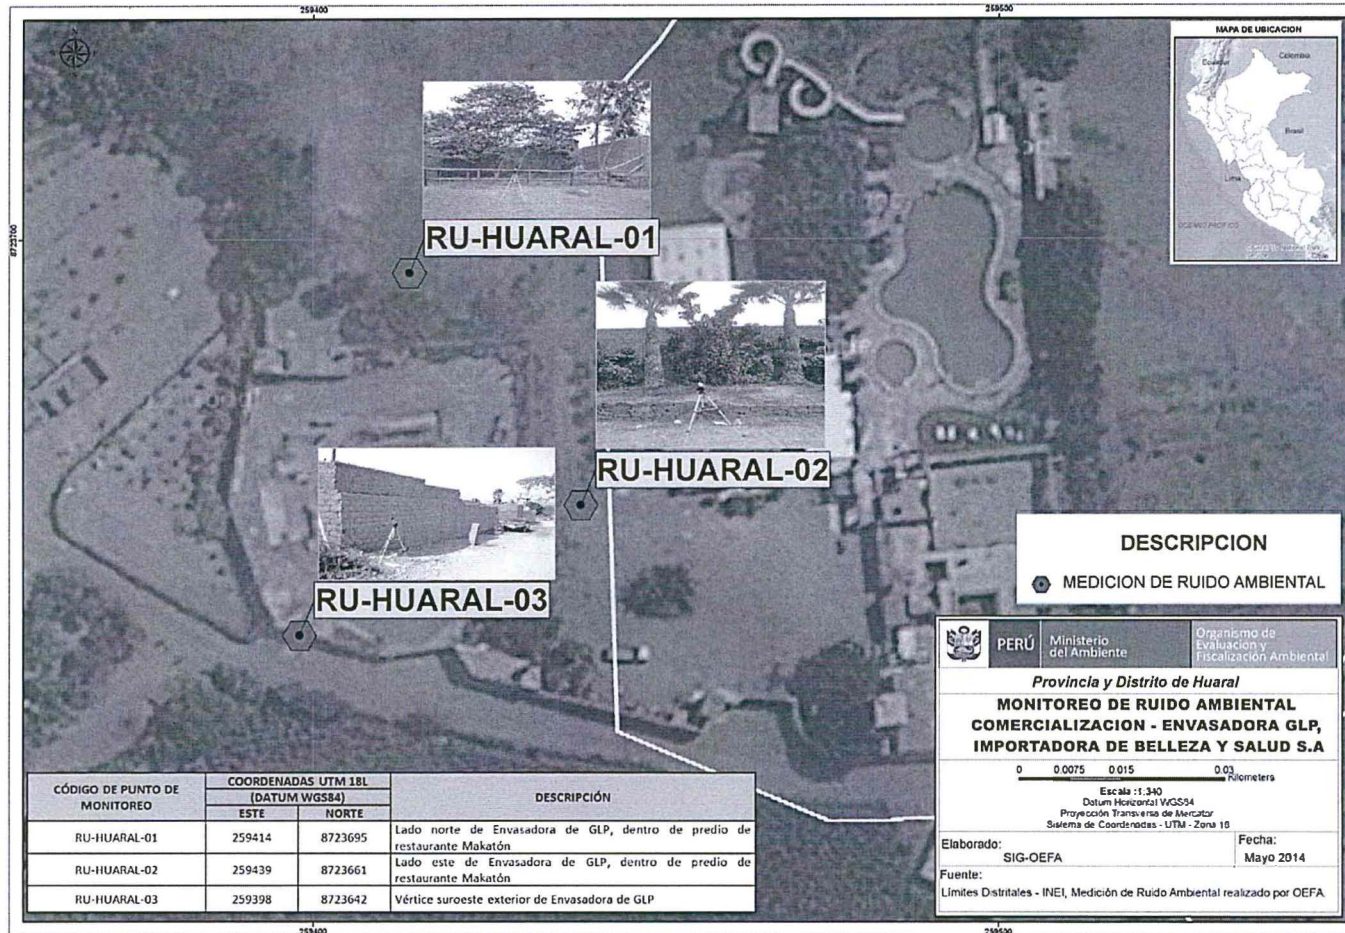 259400
259500
MAPA DE UBICACION
Ecuador
Colombia
Brasil
Lima
8723700
RU-HUARAL-01
RU-HUARAL-02
RU-HUARAL-03
DESCRIPCION
MEDICION DE RUIDO AMBIENTAL
PERÚ
Ministerio
del Ambiente
Organismo de
Evaluación y
Fiscalización Ambiental
Provincia y Distrito de Huaral
MONITOREO DE RUIDO AMBIENTAL
COMERCIALIZACION - ENVASADORA GLP,
IMPORTADORA DE BELLEZA Y SALUD S.A
0 0.0075 0.015 0.03
Kilometers
Escala :1:340
Datum Horizontal WGS84
Proyección Transversa de Mercator
Sistema de Coordenadas - UTM - Zona 18
Elaborado:
SIG-OEFA
Fecha:
Mayo 2014
Fuente:
Límites Distritales - INEI, Medición de Ruido Ambiental realizado por OEFA.
CÓDIGO DE PUNTO DE
MONITOREO
COORDENADAS UTM 18L
(DATUM WGS84)
ESTE NORTE
DESCRIPCIÓN
RU-HUARAL-01 259414 8723695 Lado norte de Envasadora de GLP, dentro de predio de
restaurante Makatón
RU-HUARAL-02 259439 8723661 Lado este de Envasadora de GLP, dentro de predio de
restaurante Makatón
RU-HUARAL-03 259398 8723642 Vértice suroeste exterior de Envasadora de GLP
259400
259500